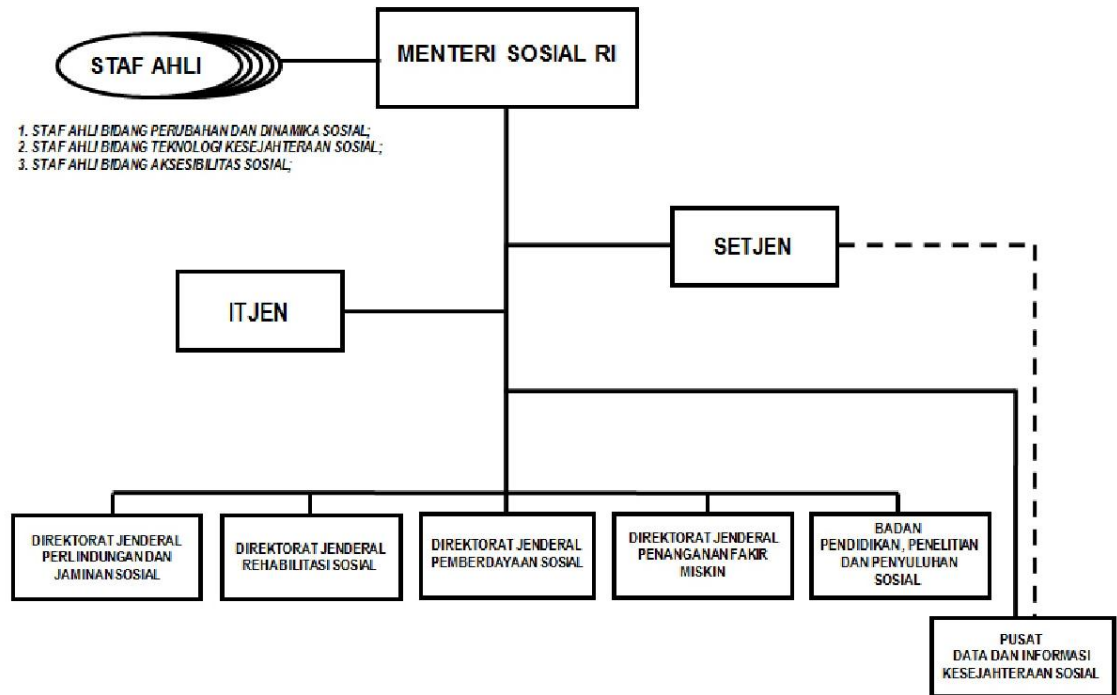 STAF AHLI
MENTERI SOSIAL RI
1. STAF AHLI BIDANG PERUBAHAN DAN DINAMIKA SOSIAL;
2. STAF AHLI BIDANG TEKNOLOGI KESEJAHTERAAN SOSIAL;
3. STAF AHLI BIDANG AKSESIBILITAS SOSIAL;
SETJEN
ITJEN
DIREKTORAT JENDERAL
PERLINDUNGAN DAN
JAMINAN SOSIAL
DIREKTORAT JENDERAL
REHABILITASI SOSIAL
DIREKTORAT JENDERAL
PEMBERDAYAAN SOSIAL
DIREKTORAT JENDERAL
PENANGANAN FAKIR
MISKIN
BADAN
PENDIDIKAN, PENELITIAN
DAN PENYULUHAN
SOSIAL
PUSAT
DATA DAN INFORMASI
KESEJAHTERAAN SOSIAL